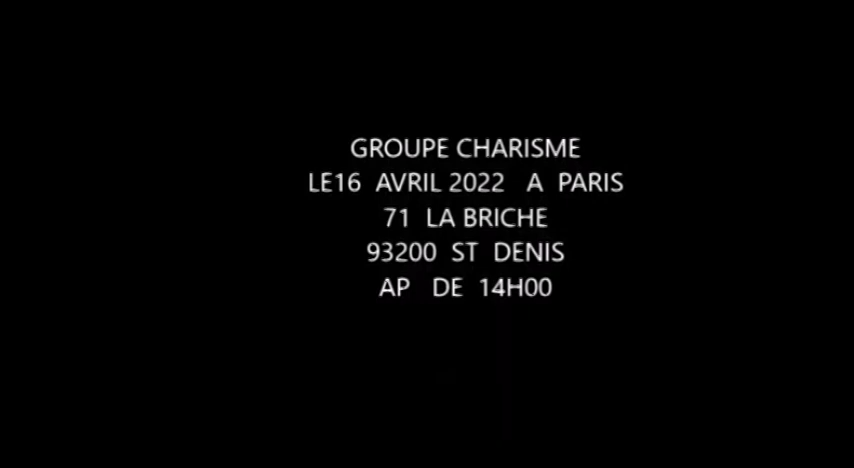 GROUPE CHARISME
LE16 AVRIL 2022 A PARIS
71 LA BRICHE
93200 ST DENIS
AP DE 14H00